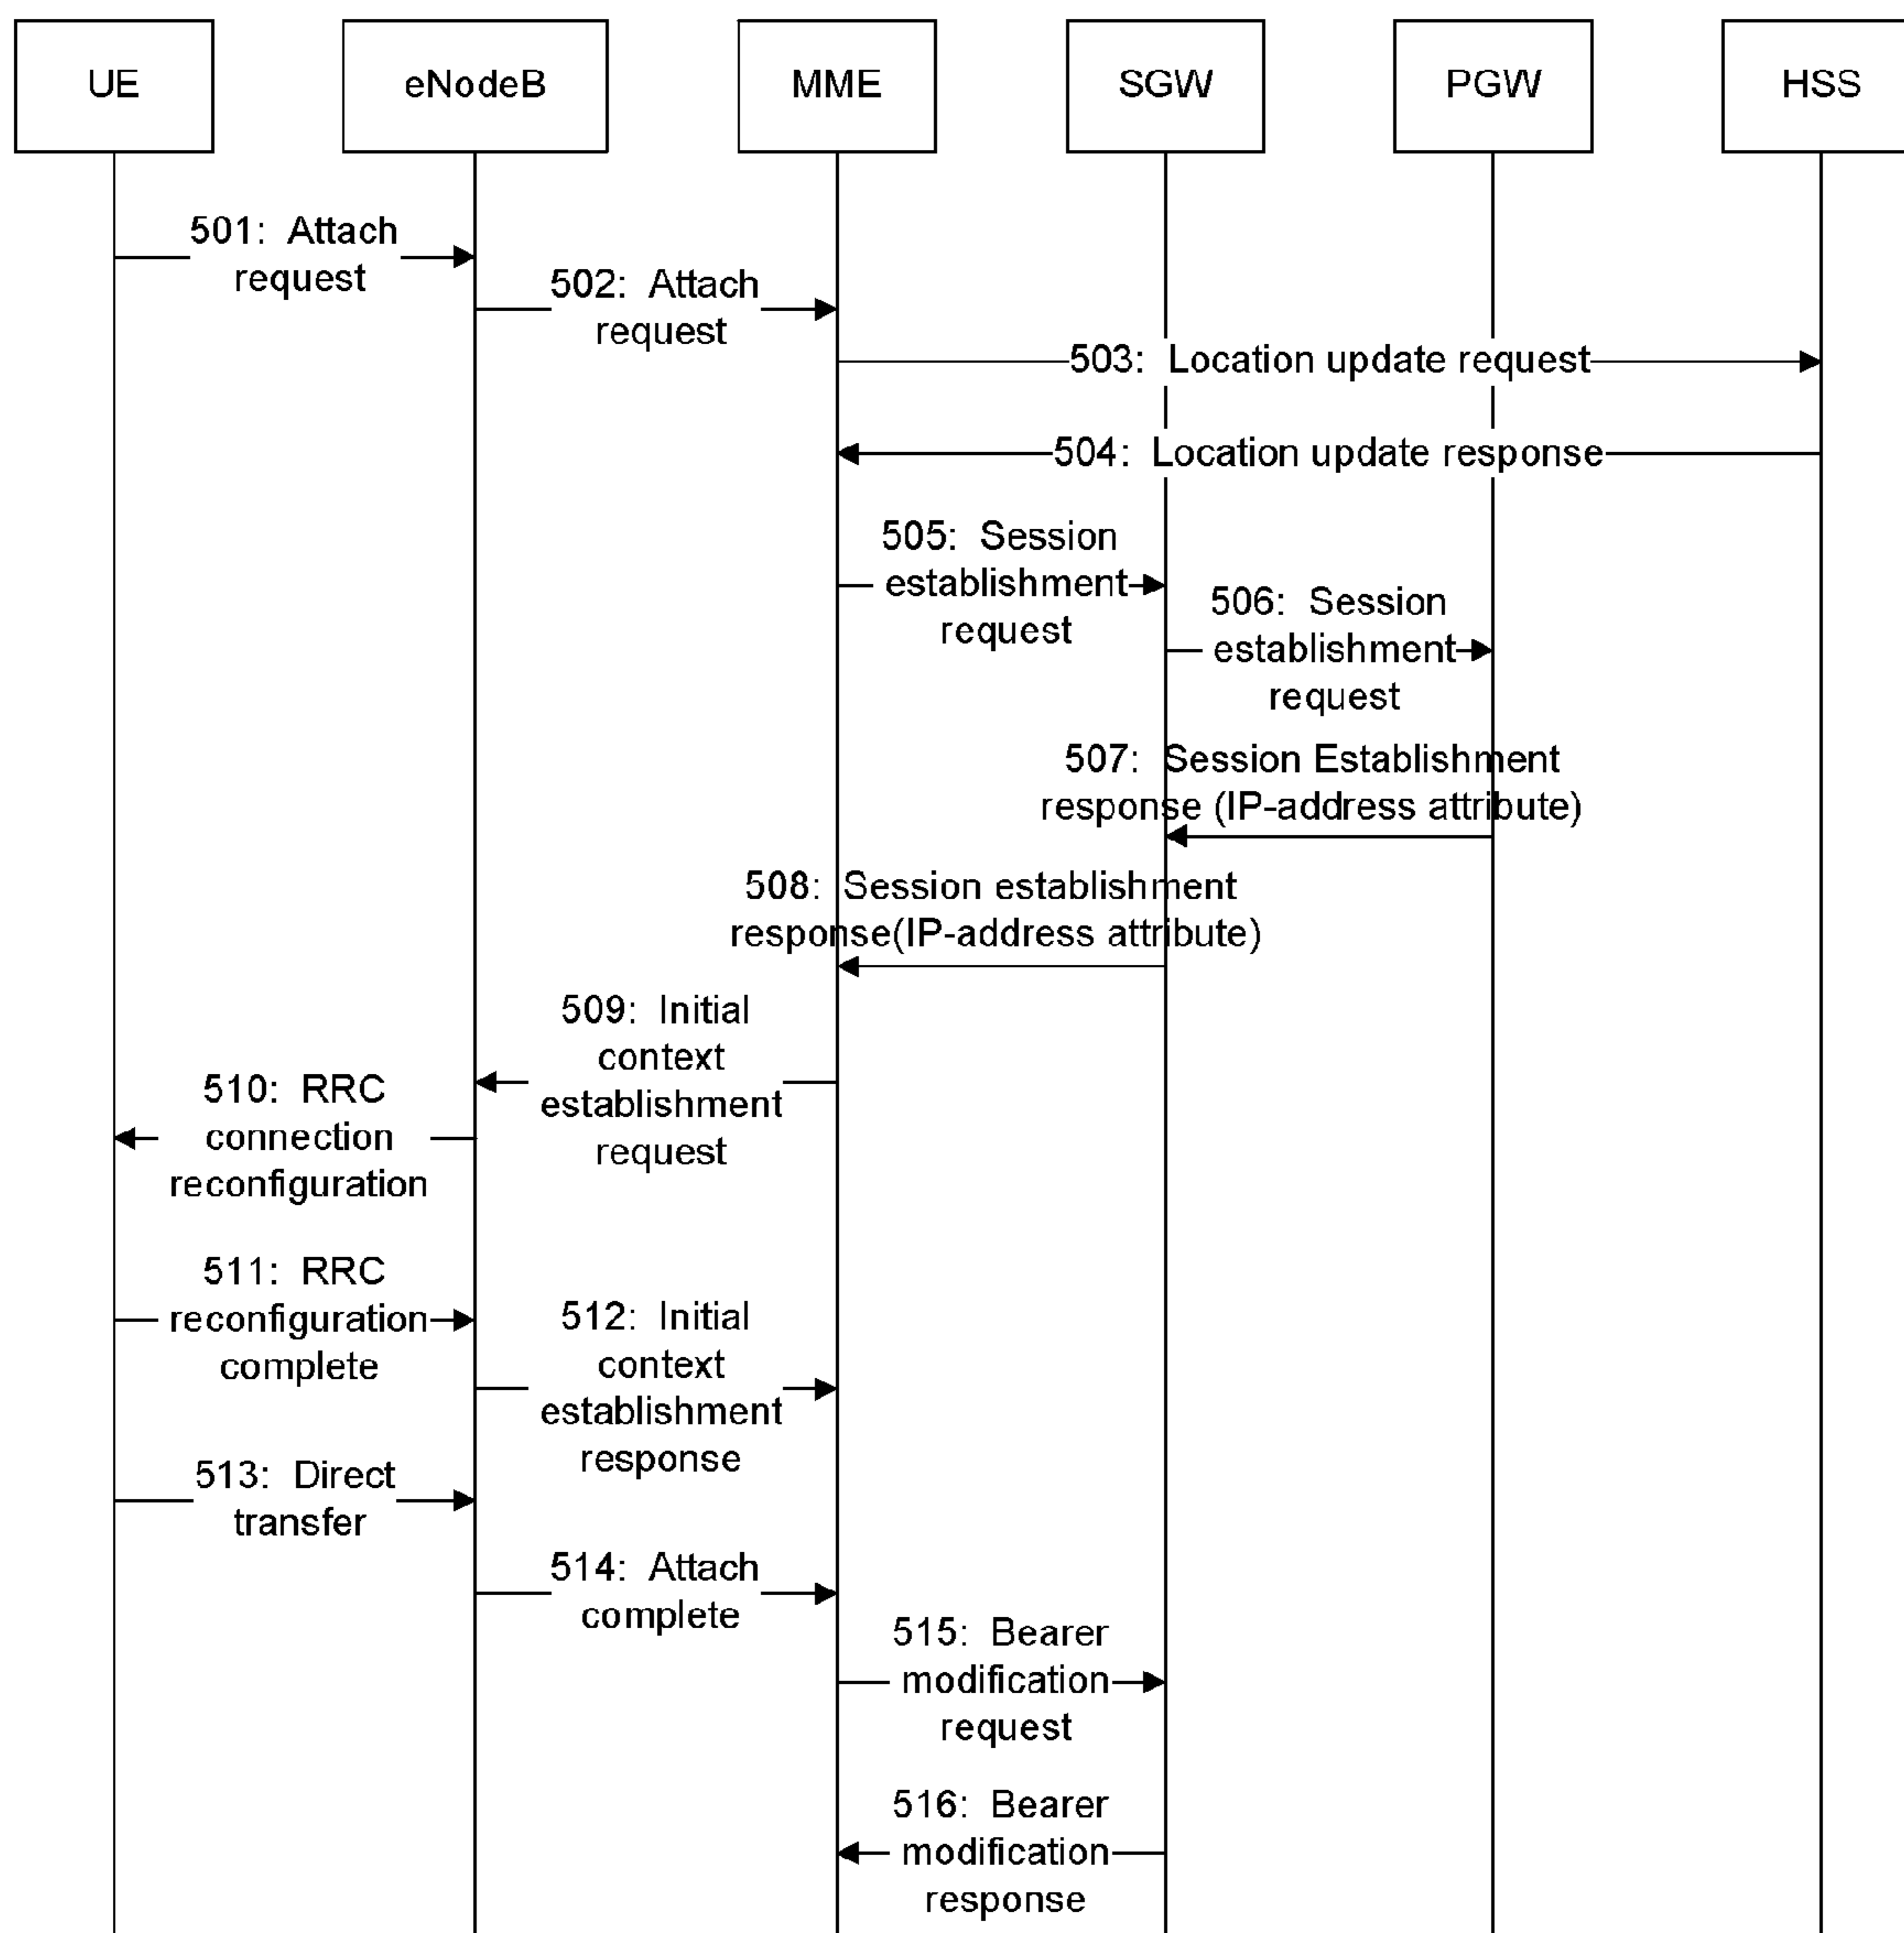 UE
eNodeB
MME
SGW
PGW
HSS
501: Attach
request
502: Attach
request
503: Location update request
504: Location update response
505: Session
establishment
request
506: Session
establishment
request
507: Session Establishment
response (IP-address attribute)
508: Session establishment
response(IP-address attribute)
509: Initial
context
establishment
request
510: RRC
connection
reconfiguration
511: RRC
reconfiguration
complete
512: Initial
context
establishment
response
513: Direct
transfer
514: Attach
complete
515: Bearer
modification
request
516: Bearer
modification
response